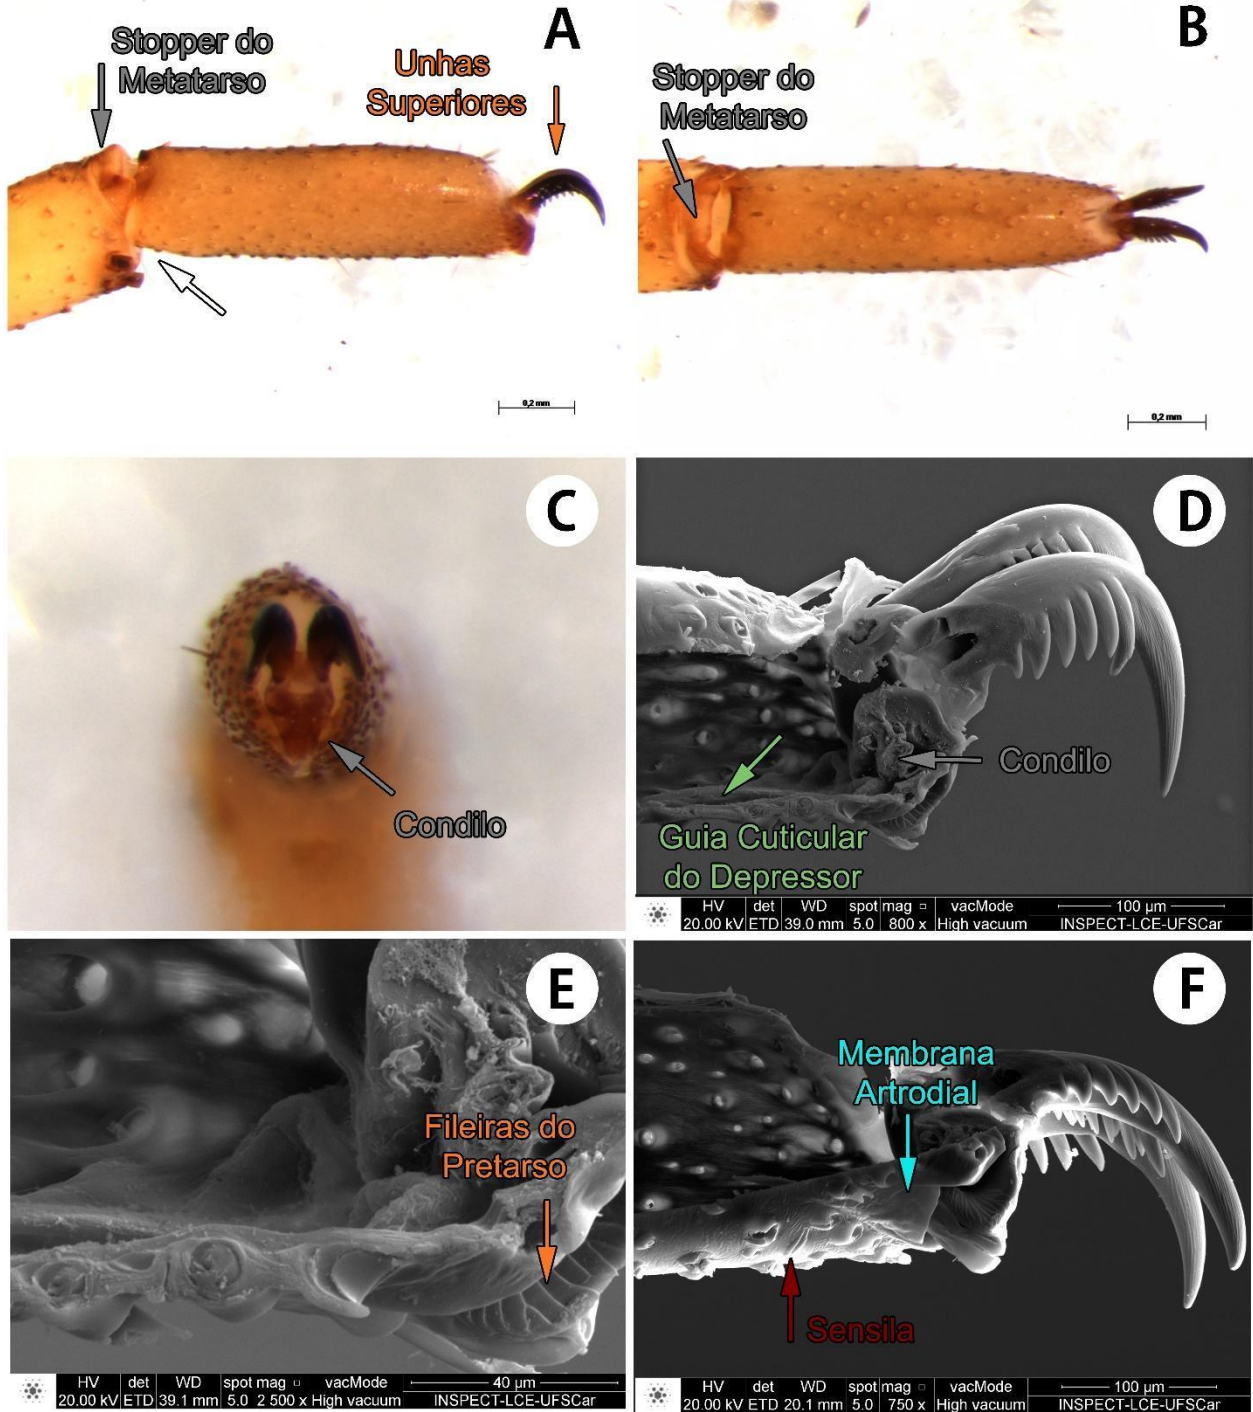 A
Stopper do
Metatarso
Unhas
Superiores
0,2 mm
B
Stopper do
Metatarso
0,2 mm
C
Condilo
D
Condilo
Guia Cuticular
do Depressor
HV det WD spot mag □ vacMode 100 µm
20.00 kV ETD 39.0 mm 5.0 800 x High vacuum INSPECT-LCE-UFSCar
E
Fileiras do
Pretarso
HV det WD spot mag □ vacMode 40 µm
20.00 kV ETD 39.1 mm 5.0 2 500 x High vacuum INSPECT-LCE-UFSCar
F
Membrana
Artrodial
Sensila
HV det WD spot mag □ vacMode 100 µm
20.00 kV ETD 20.1 mm 5.0 750 x High vacuum INSPECT-LCE-UFSCar